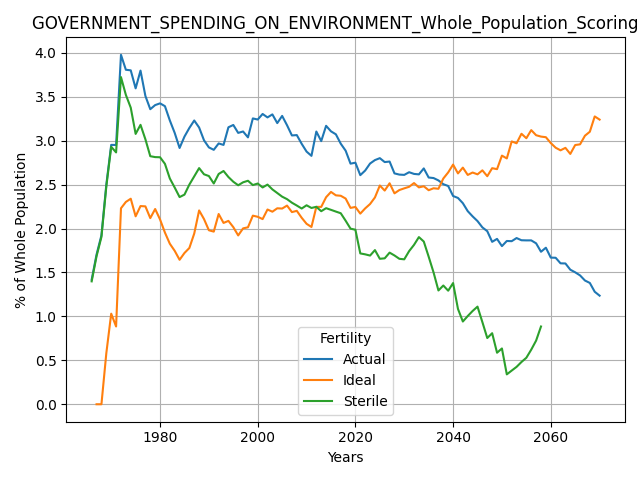 GOVERNMENT_SPENDING_ON_ENVIRONMENT_Whole_Population_Scoring
% of Whole Population
4.0
3.5
3.0
2.5
2.0
1.5
1.0
0.5
0.0
Fertility
Actual
Ideal
Sterile
1980 2000 2020 2040 2060
Years